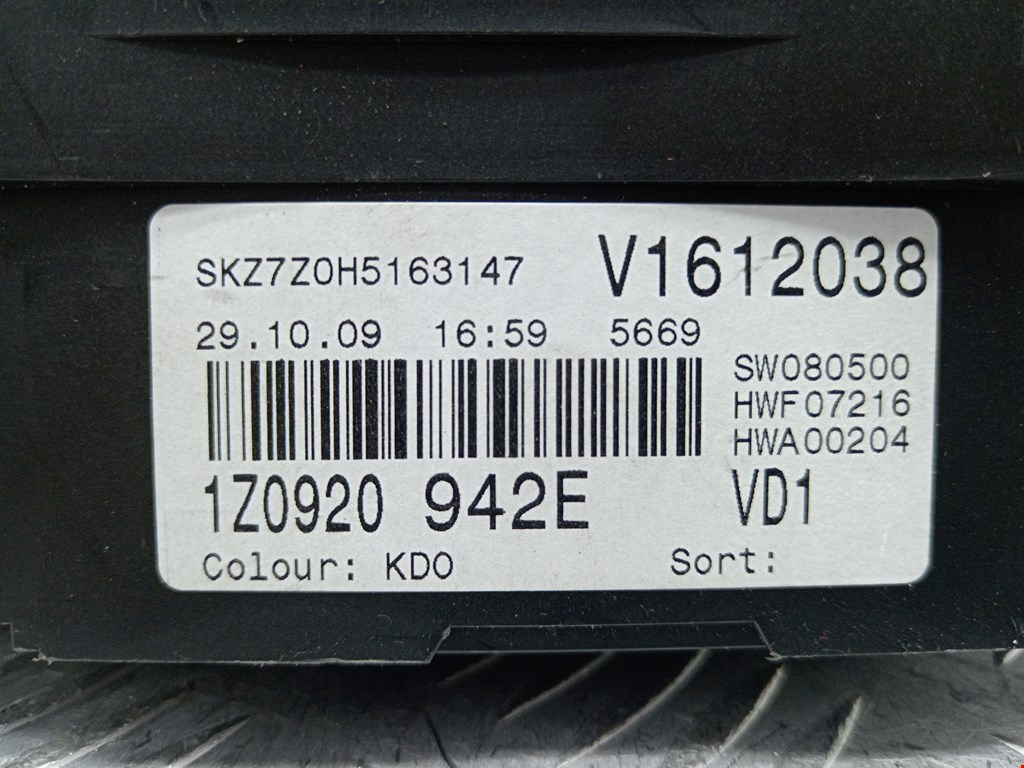 SKZ7Z0H5163147 V1612038
29.10.09 16:59 5669
SW080500
HWF07216
HWA00204
1Z0920 942E VD1
Colour: KDO Sort: